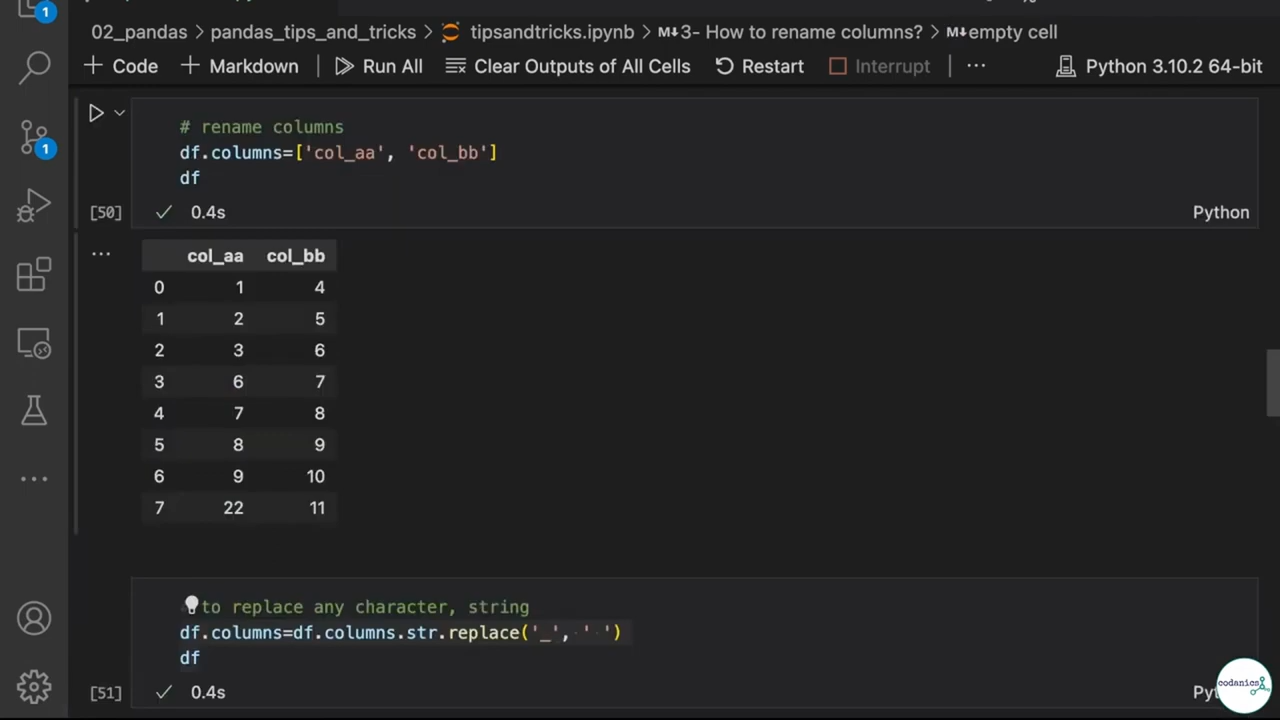 1
02_pandas > pandas_tips_and_tricks > tipsandtricks.ipynb > M↓3- How to rename columns? > M↓empty cell
+ Code + Markdown | Run All Clear Outputs of All Cells Restart Interrupt | ··· Python 3.10.2 64-bit
# rename columns
1
df.columns=['col_aa', 'col_bb']
df
[50] ✓ 0.4s Python
··· col_aa col_bb
0 1 4
1 2 5
2 3 6
3 6 7
4 7 8
5 8 9
6 9 10
7 22 11
to replace any character, string
df.columns=df.columns.str.replace('_', ' ')
df
[51] ✓ 0.4s
codanics